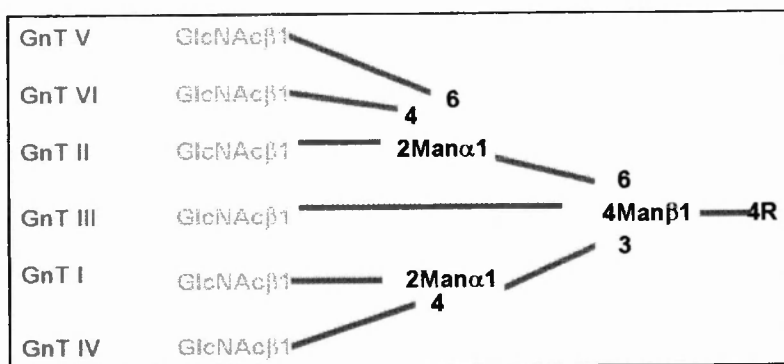 GnT V GlcNAcβ1
6
GnT VI GlcNAcβ1
4
GnT II GlcNAcβ1 2Manα1
6
GnT III GlcNAcβ1 4Manβ1 4R
3
GnT I GlcNAcβ1 2Manα1
4
GnT IV GlcNAcβ1